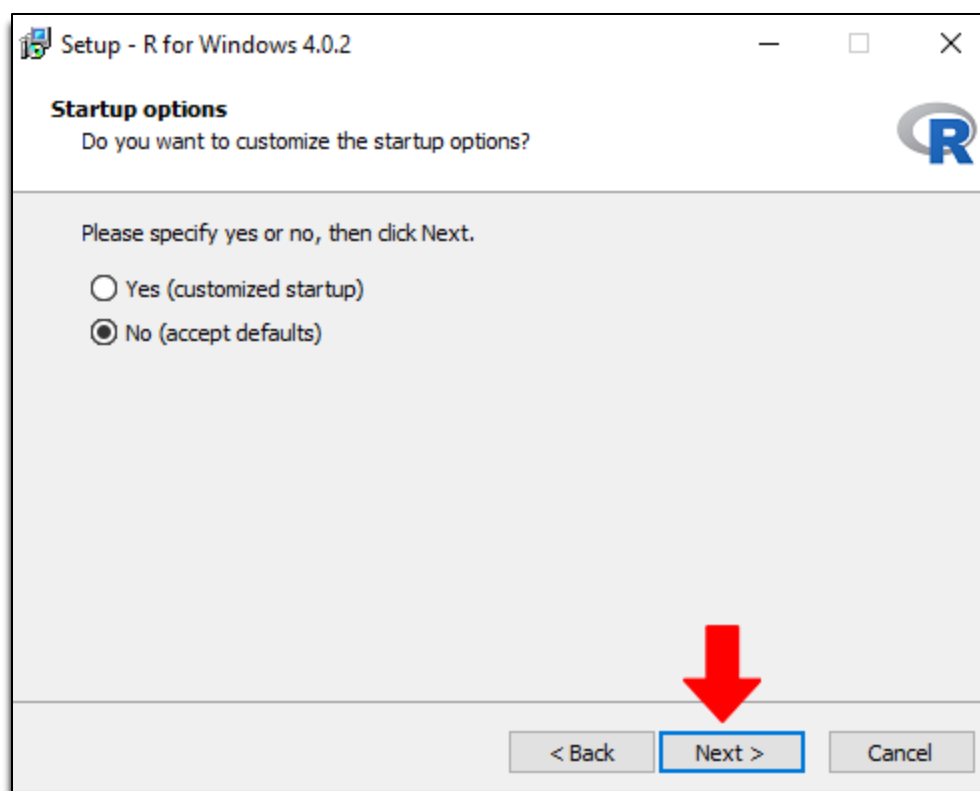 Setup - R for Windows 4.0.2
Startup options
Do you want to customize the startup options?
R
Please specify yes or no, then click Next.
Yes (customized startup)
No (accept defaults)
< Back
Next >
Cancel